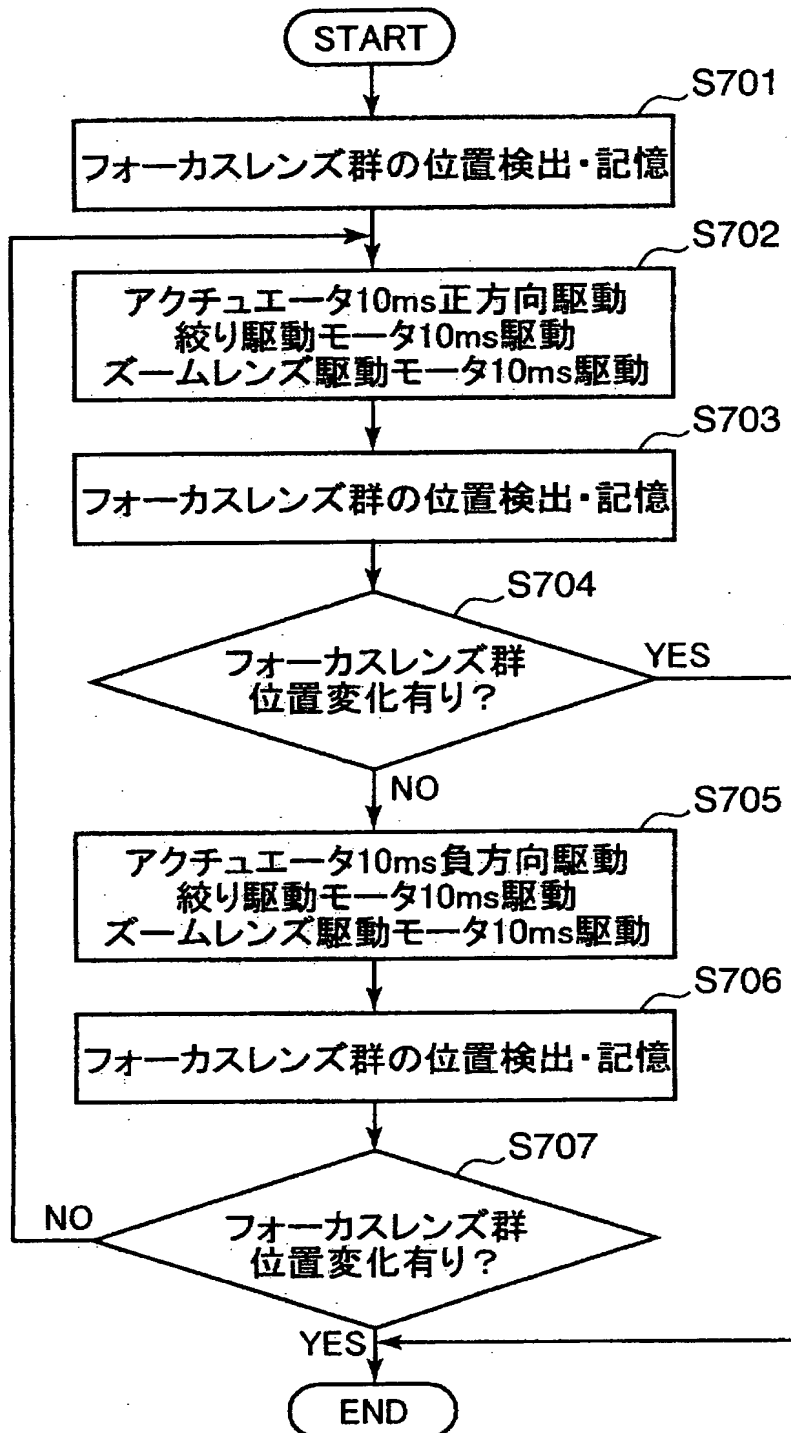 START
S701
フォーカスレンズ群の位置検出・記憶
S702
アクチュエータ10ms正方向駆動
絞り駆動モータ10ms駆動
ズームレンズ駆動モータ10ms駆動
S703
フォーカスレンズ群の位置検出・記憶
S704
フォーカスレンズ群
位置変化有り？
YES
NO
S705
アクチュエータ10ms負方向駆動
絞り駆動モータ10ms駆動
ズームレンズ駆動モータ10ms駆動
S706
フォーカスレンズ群の位置検出・記憶
S707
NO
フォーカスレンズ群
位置変化有り？
YES
END